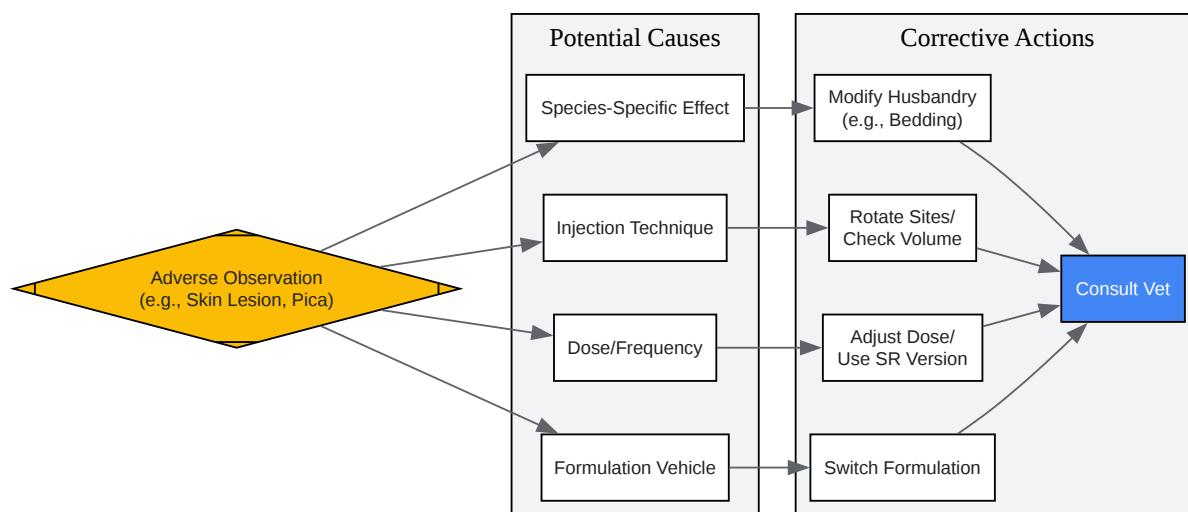 Potential Causes
Corrective Actions
Species-Specific Effect
Modify Husbandry
(e.g., Bedding)
Injection Technique
Rotate Sites/
Check Volume
Adverse Observation
(e.g., Skin Lesion, Pica)
Consult Vet
Dose/Frequency
Adjust Dose/
Use SR Version
Formulation Vehicle
Switch Formulation